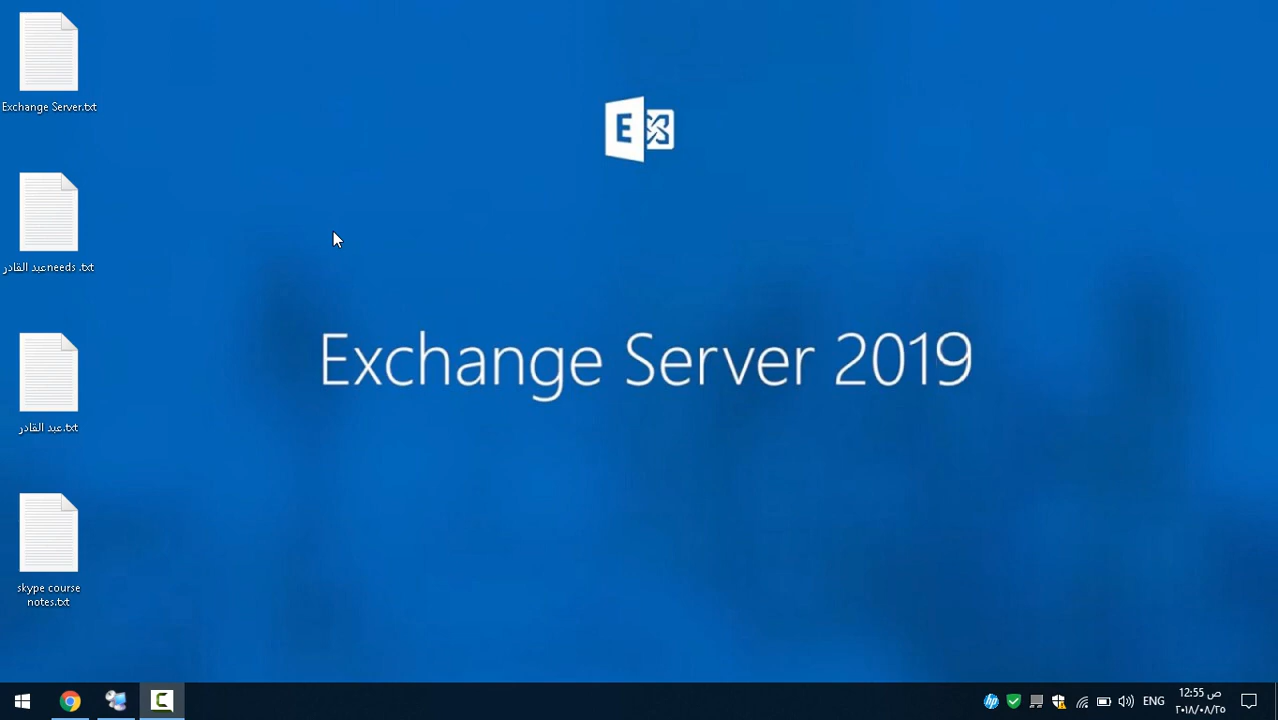 Exchange Server.txt
عبد القادرneeds .txt
عبد القادر.txt
skype course
notes.txt
E
Exchange Server 2019
hp
ENG
12:55 ص
٢٠١٨/٠٨/٢٥